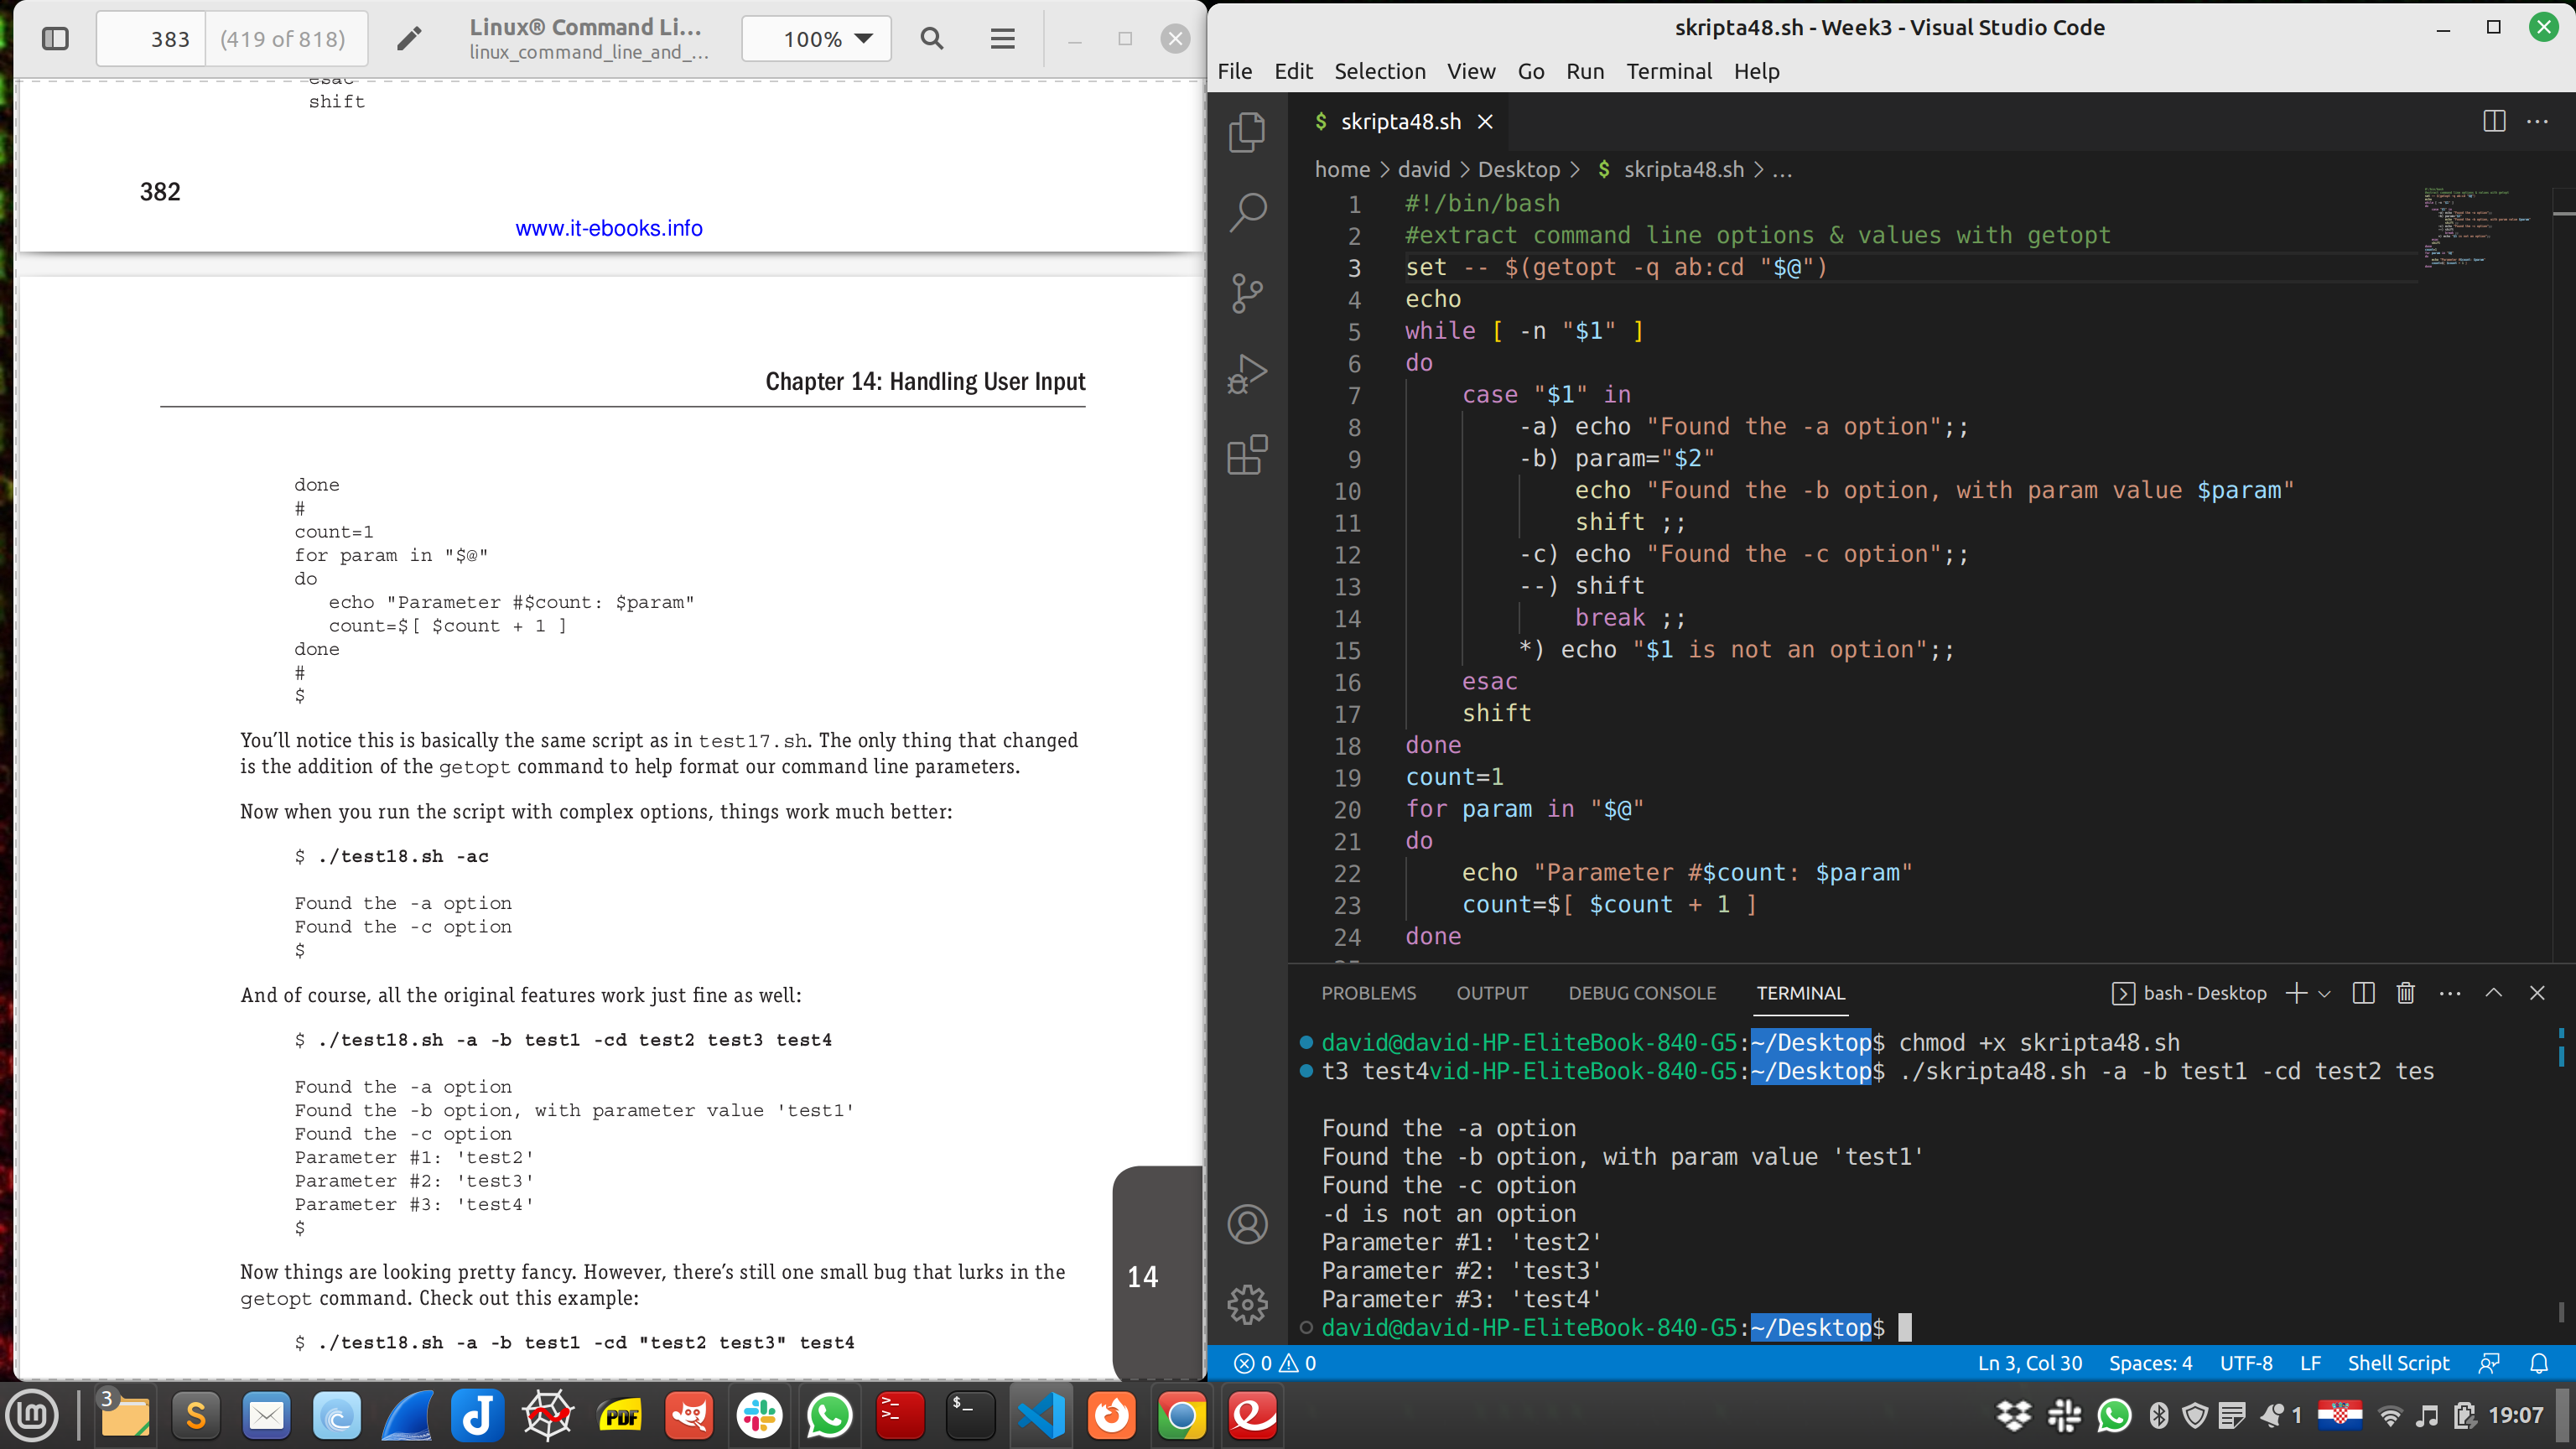 383 (419 of 818)
Linux® Command Li...
linux_command_line_and_...
100%
esac
shift
382
www.it-ebooks.info
Chapter 14: Handling User Input
done
#
count=1
for param in "$@"
do
echo "Parameter #$count: $param"
count=$[ $count + 1 ]
done
#
$
You'll notice this is basically the same script as in test17.sh. The only thing that changed
is the addition of the getopt command to help format our command line parameters.
Now when you run the script with complex options, things work much better:
$ ./test18.sh -ac
Found the -a option
Found the -c option
$
And of course, all the original features work just fine as well:
$ ./test18.sh -a -b test1 -cd test2 test3 test4
Found the -a option
Found the -b option, with parameter value 'test1'
Found the -c option
Parameter #1: 'test2'
Parameter #2: 'test3'
Parameter #3: 'test4'
$
Now things are looking pretty fancy. However, there's still one small bug that lurks in the
getopt command. Check out this example:
$ ./test18.sh -a -b test1 -cd "test2 test3" test4
14
skripta48.sh - Week3 - Visual Studio Code
File Edit Selection View Go Run Terminal Help
$ skripta48.sh
home > david > Desktop > $ skripta48.sh > ...
1 #!/bin/bash
2 #extract command line options & values with getopt
3 set -- $(getopt -q ab:cd "$@")
4 echo
5 while [ -n "$1" ]
6 do
7 case "$1" in
8 -a) echo "Found the -a option";;
9 -b) param="$2"
10 echo "Found the -b option, with param value $param"
11 shift ;;
12 -c) echo "Found the -c option";;
13 --) shift
14 break ;;
15 *) echo "$1 is not an option";;
16 esac
17 shift
18 done
19 count=1
20 for param in "$@"
21 do
22 echo "Parameter #$count: $param"
23 count=$[ $count + 1 ]
24 done
25
PROBLEMS OUTPUT DEBUG CONSOLE TERMINAL bash - Desktop
david@david-HP-EliteBook-840-G5:~/Desktop$ chmod +x skripta48.sh
t3 test4vid-HP-EliteBook-840-G5:~/Desktop$ ./skripta48.sh -a -b test1 -cd test2 tes
Found the -a option
Found the -b option, with param value 'test1'
Found the -c option
-d is not an option
Parameter #1: 'test2'
Parameter #2: 'test3'
Parameter #3: 'test4'
david@david-HP-EliteBook-840-G5:~/Desktop$
0 0 Ln 3, Col 30 Spaces: 4 UTF-8 LF Shell Script
3 S PDF $_ 1 19:07